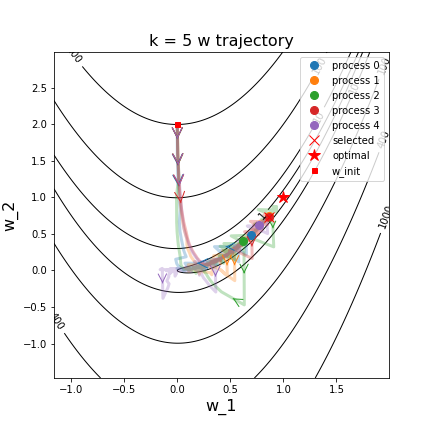 k = 5 w trajectory
process 0
process 1
process 2
process 3
process 4
selected
optimal
w_init
400
1000
400
w_2
2.5
2.0
1.5
1.0
0.5
0.0
−0.5
−1.0
−1.0
−0.5
0.0
0.5
1.0
1.5
w_1